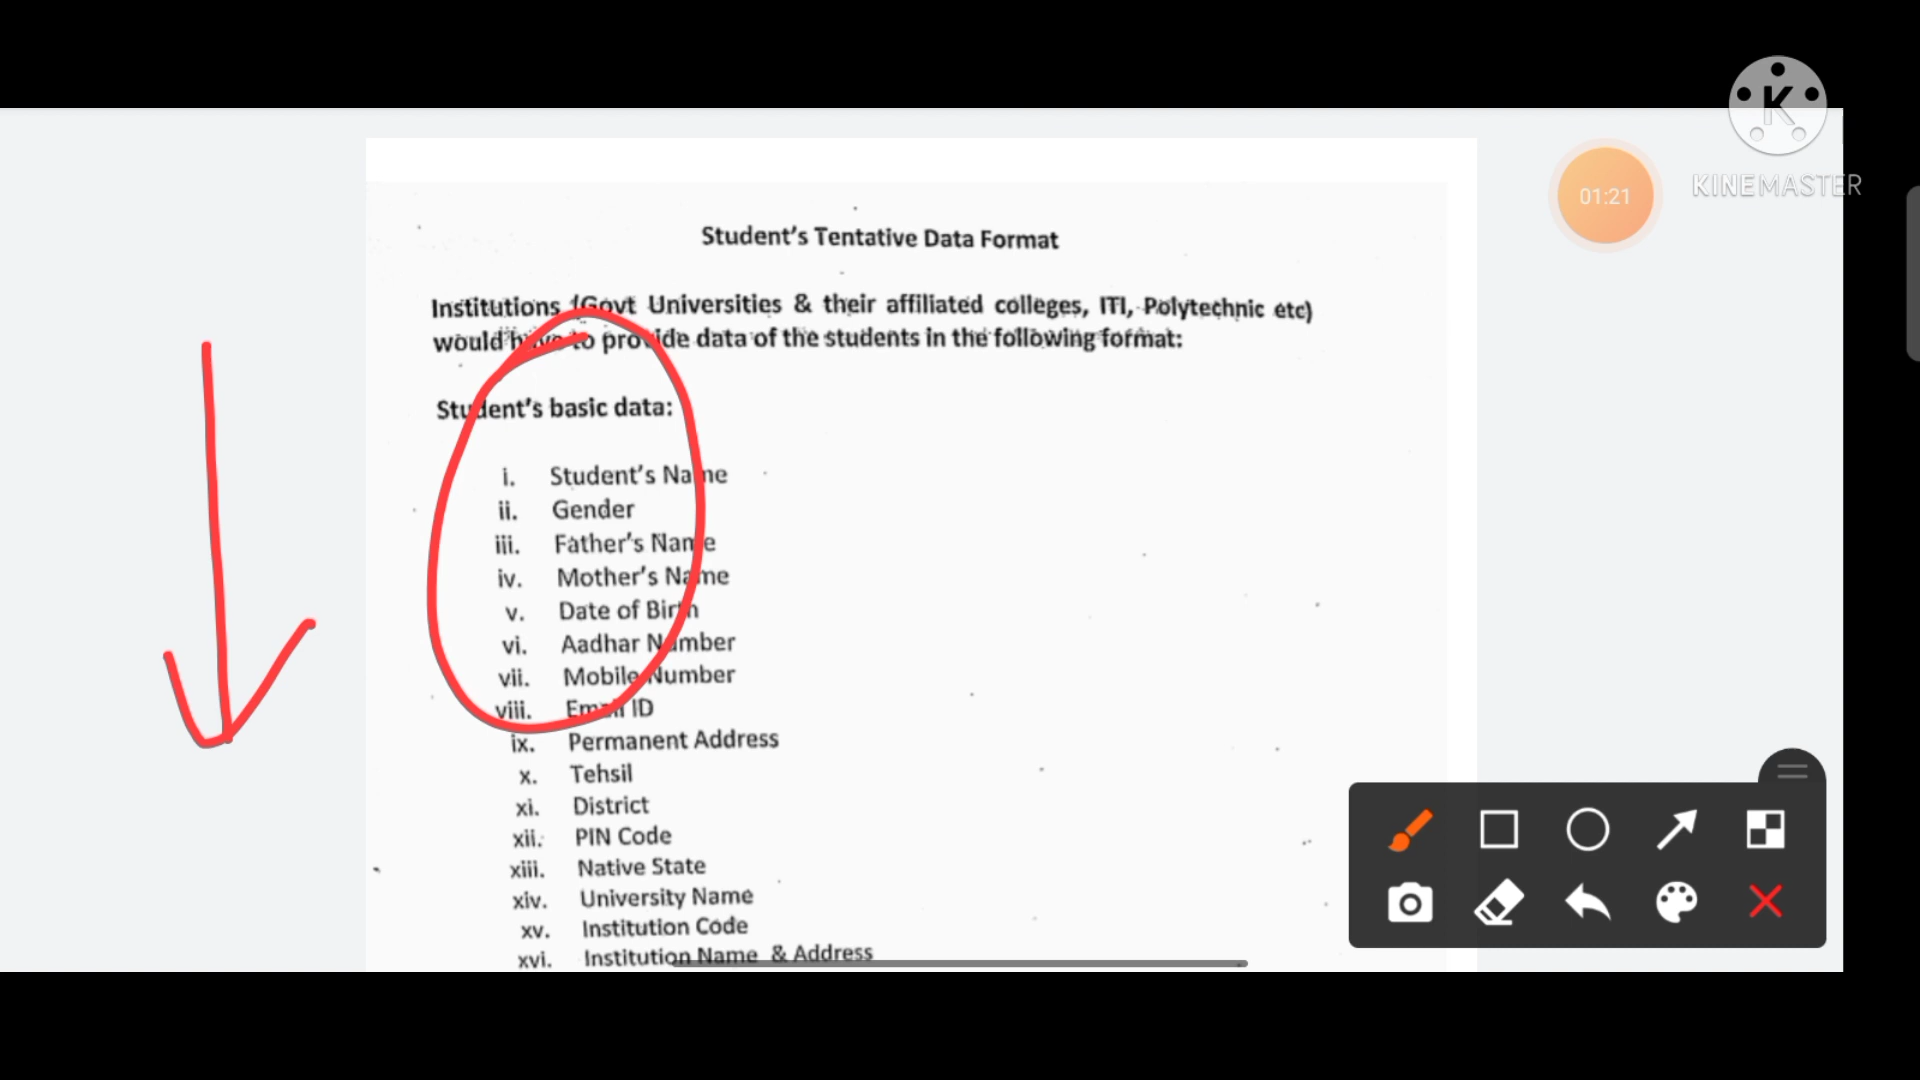 KINEMASTER
01:21
Student's Tentative Data Format
Institutions (Govt Universities & their affiliated colleges, ITI, Polytechnic etc)
would have to provide data of the students in the following format:
Student's basic data:
i. Student's Name
ii. Gender
iii. Father's Name
iv. Mother's Name
v. Date of Birth
vi. Aadhar Number
vii. Mobile Number
viii. Email ID
ix. Permanent Address
x. Tehsil
xi. District
xii. PIN Code
xiii. Native State
xiv. University Name
xv. Institution Code
xvi. Institution Name & Address